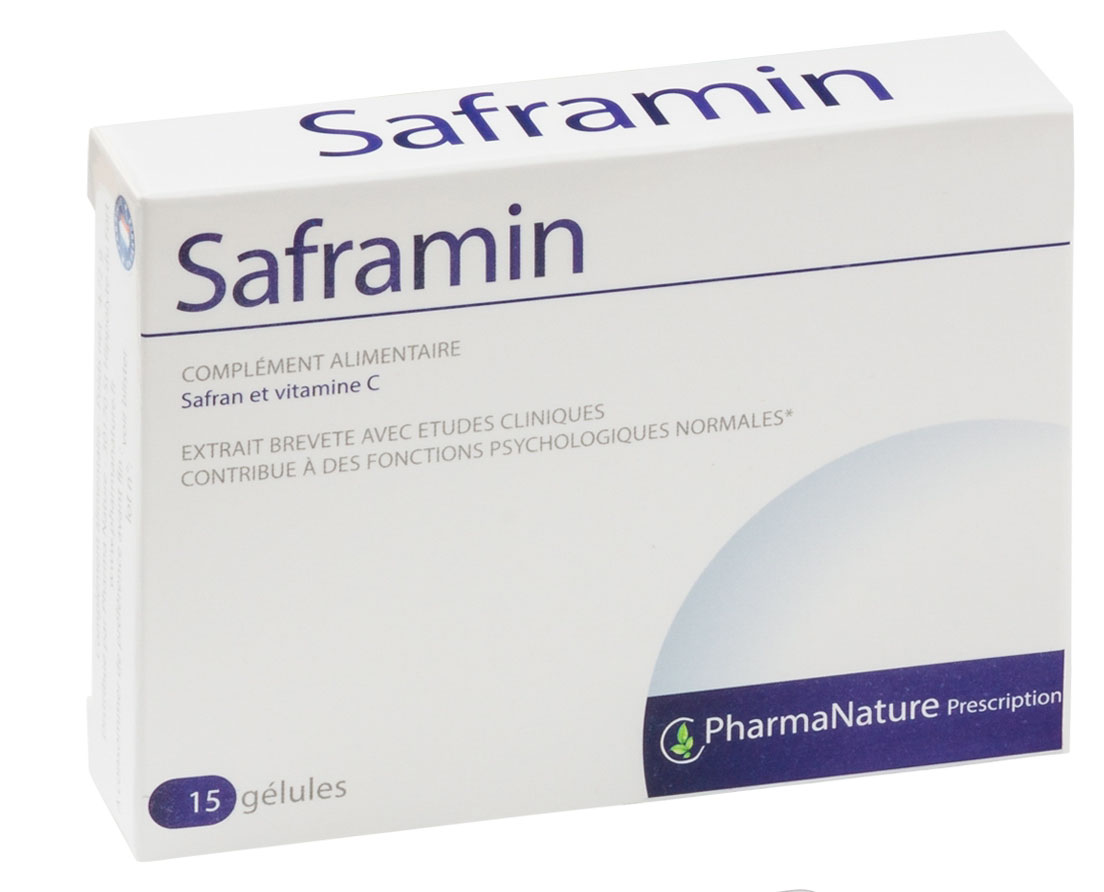 Saframin
Saframin
COMPLÉMENT ALIMENTAIRE
Safran et vitamine C
EXTRAIT BREVETE AVEC ETUDES CLINIQUES
CONTRIBUE À DES FONCTIONS PSYCHOLOGIQUES NORMALES*
PharmaNature Prescription
15 gélules